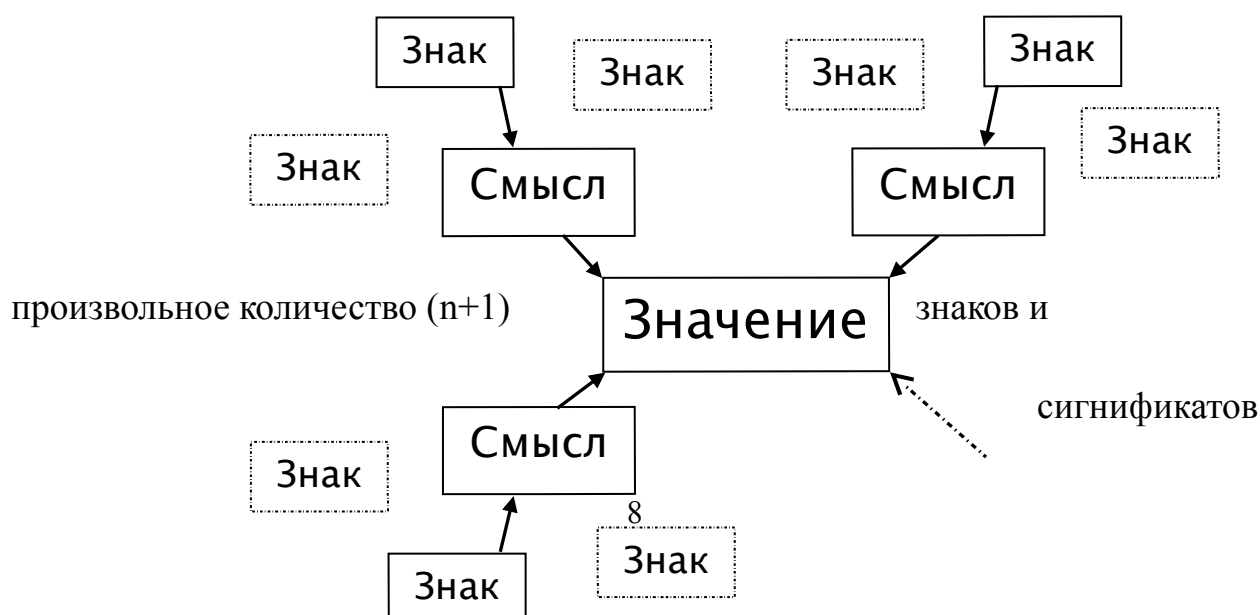 Знак
Знак
Знак
Знак
Знак
Знак
Смысл
Смысл
произвольное количество (n+1)
Значение
знаков и
сигнификатов
Смысл
Знак
8
Знак
Знак